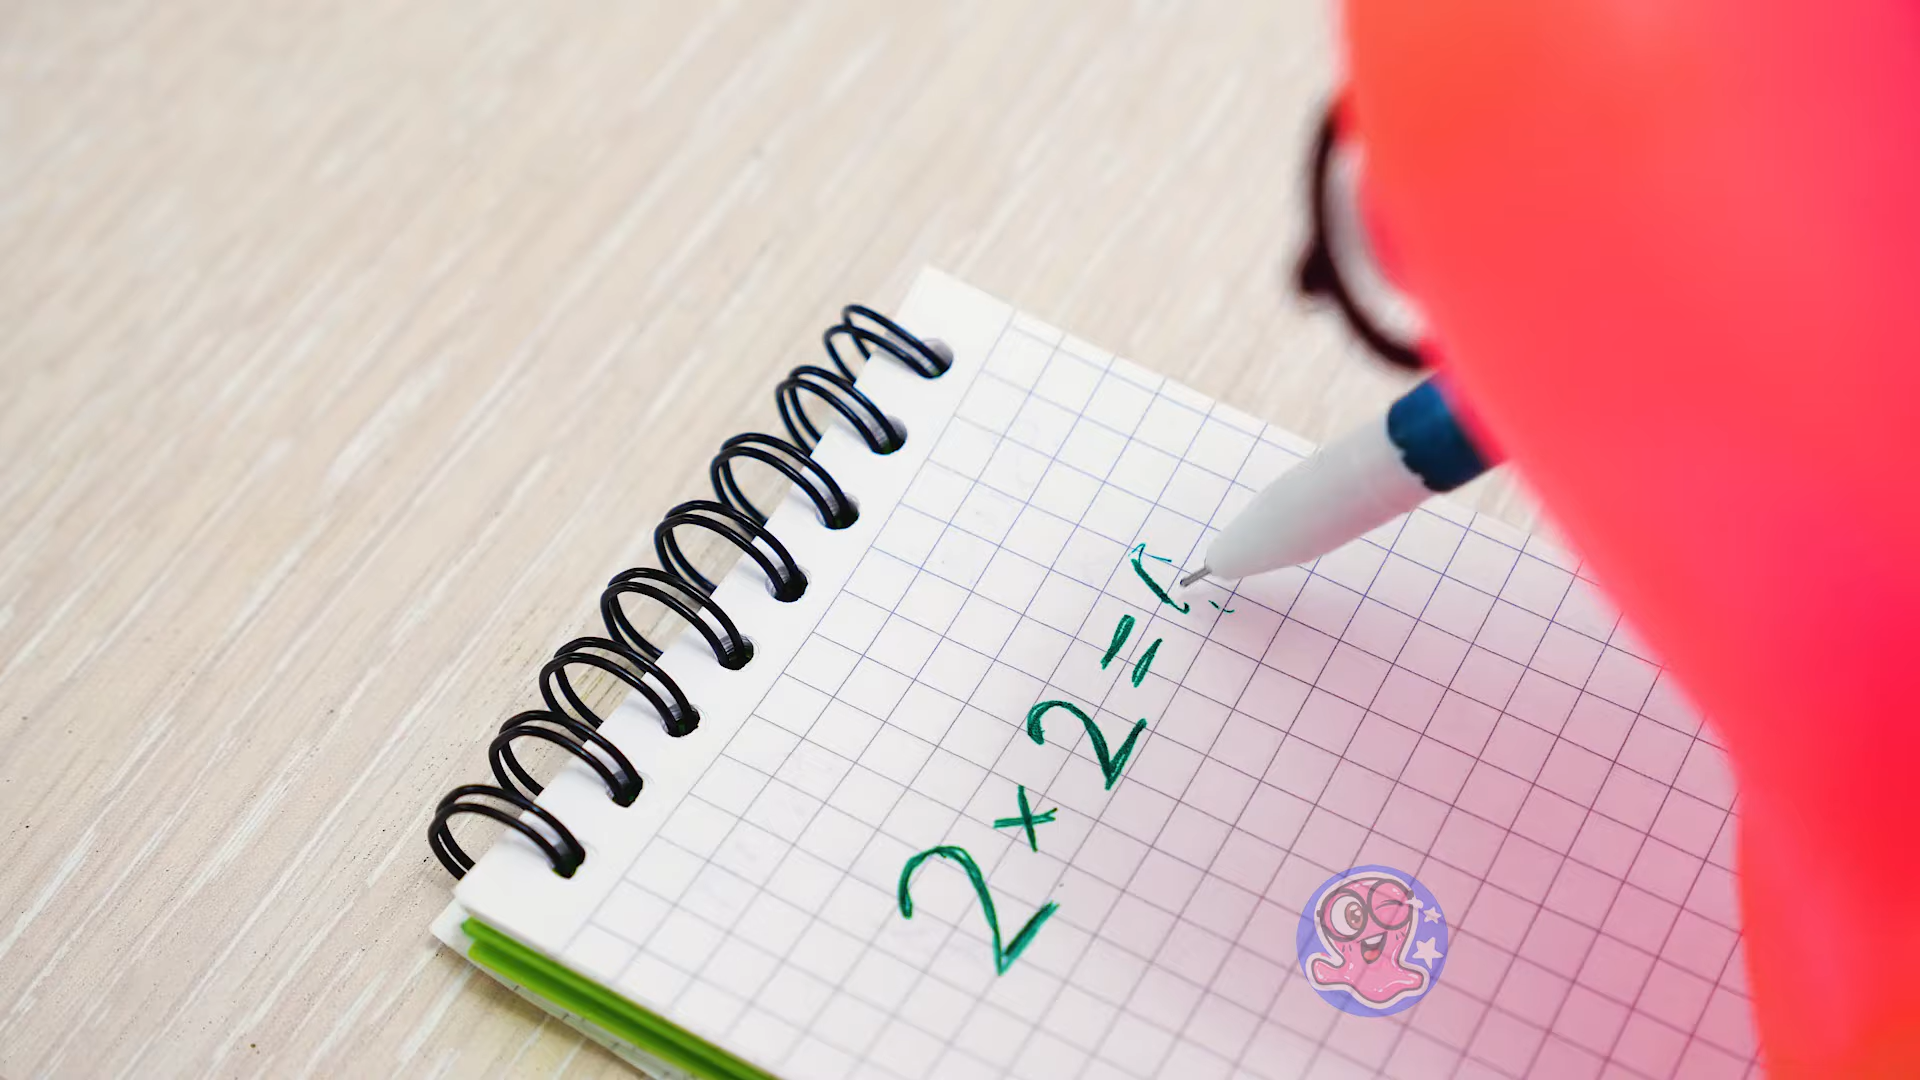 2 × 2 =